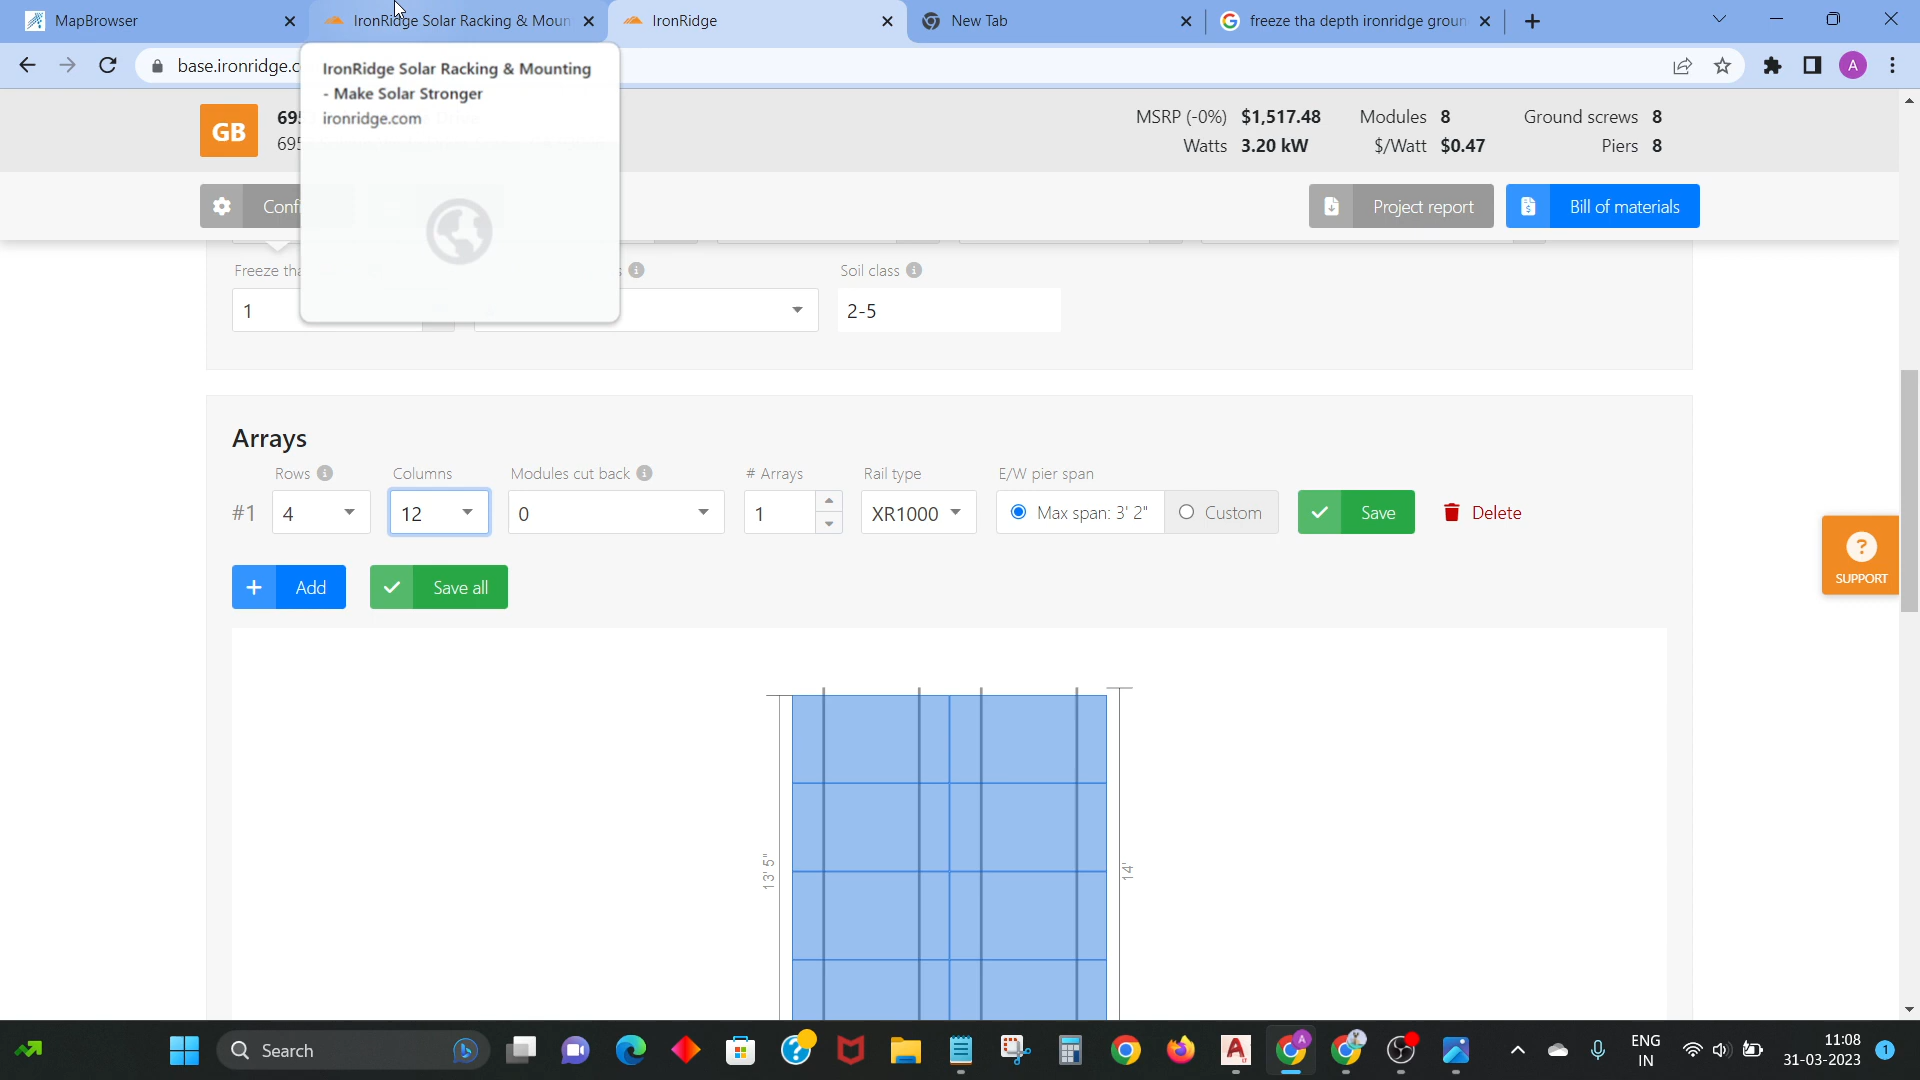 MapBrowser
IronRidge Solar Racking & Moun
IronRidge
New Tab
freeze tha depth ironridge groun
base.ironridge.c
IronRidge Solar Racking & Mounting
- Make Solar Stronger
ironridge.com
GB
MSRP (-0%) $1,517.48 Modules 8 Ground screws 8
Watts 3.20 kW $/Watt $0.47 Piers 8
Confi
Project report
Bill of materials
Freeze tha
Soil class
1
2-5
Arrays
Rows Columns Modules cut back # Arrays Rail type E/W pier span
#1 4 12 0 1 XR1000 Max span: 3' 2" Custom Save Delete
+ Add Save all
SUPPORT
13' 5"
14'
Search
ENG
IN
11:08
31-03-2023
1